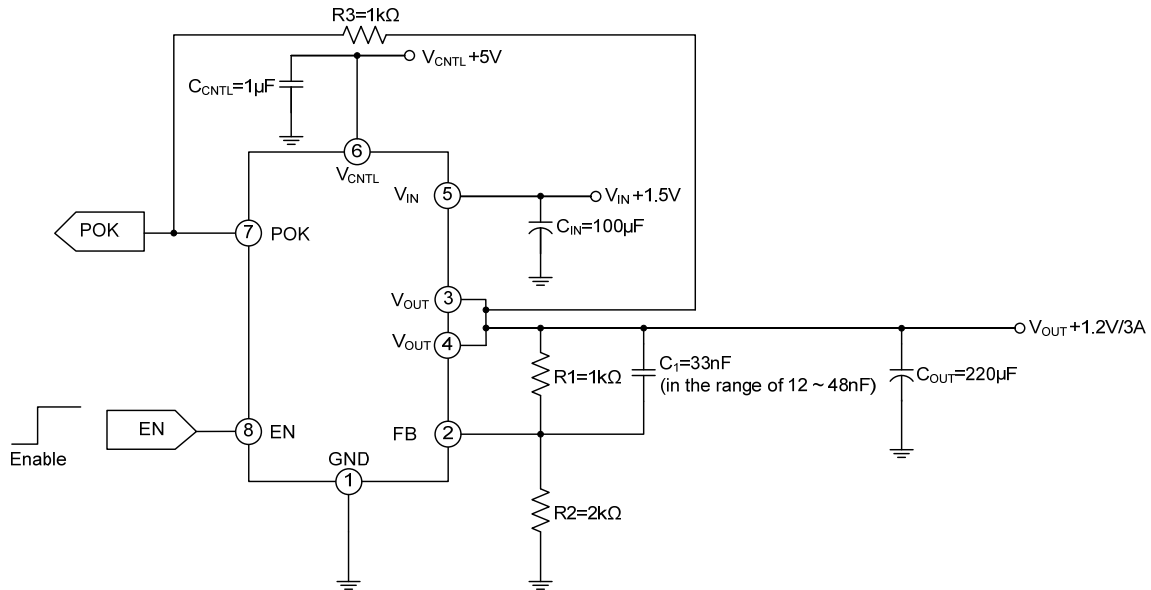 R3=1kΩ
VCNTL+5V
CCNTL=1µF
6
VCNTL
VIN
5
VIN+1.5V
CIN=100µF
POK
7
POK
VOUT
3
VOUT
4
VOUT+1.2V/3A
R1=1kΩ
C1=33nF
(in the range of 12 ~ 48nF)
COUT=220µF
Enable
EN
8
EN
FB
2
GND
1
R2=2kΩ